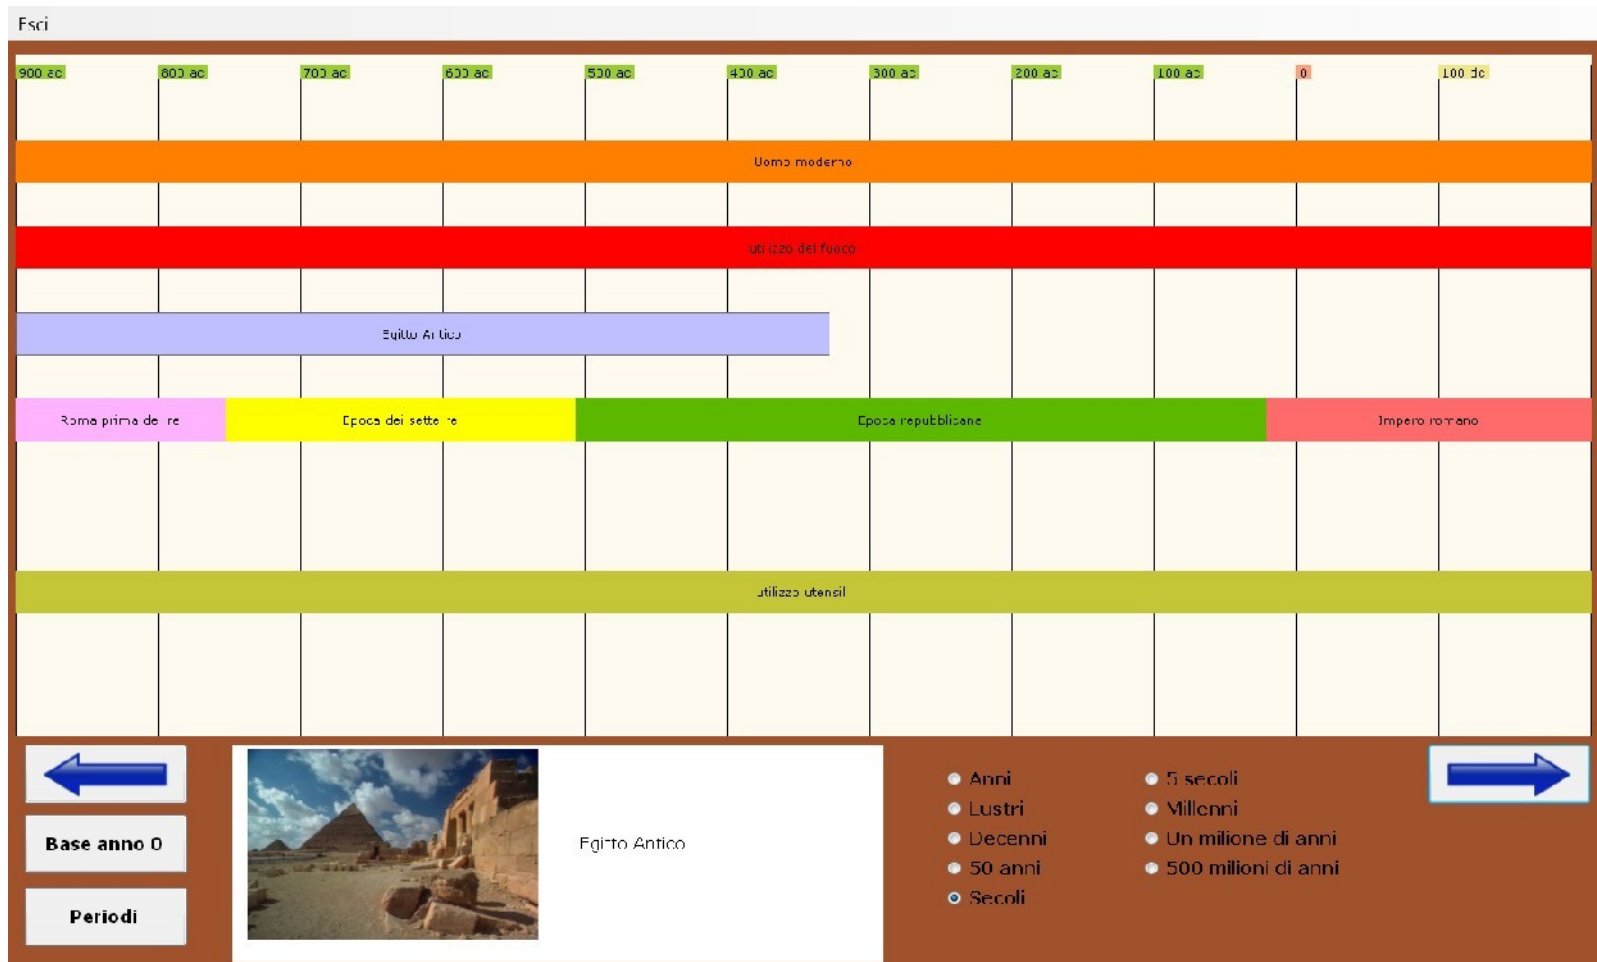 Esci
900 ac 800 ac 700 ac 600 ac 500 ac 400 ac 300 ac 200 ac 100 ac 0 100 dc
Uomo moderno
utilizzo del fuoco
Egitto Antico
Roma prima dei re Epoca dei sette re Epoca repubblicana Impero romano
utilizzo utensil
Anni 5 secoli
Lustri Millenni
Base anno 0 Egitto Antico Decenni Un milione di anni
50 anni 500 milioni di anni
Periodi Secoli